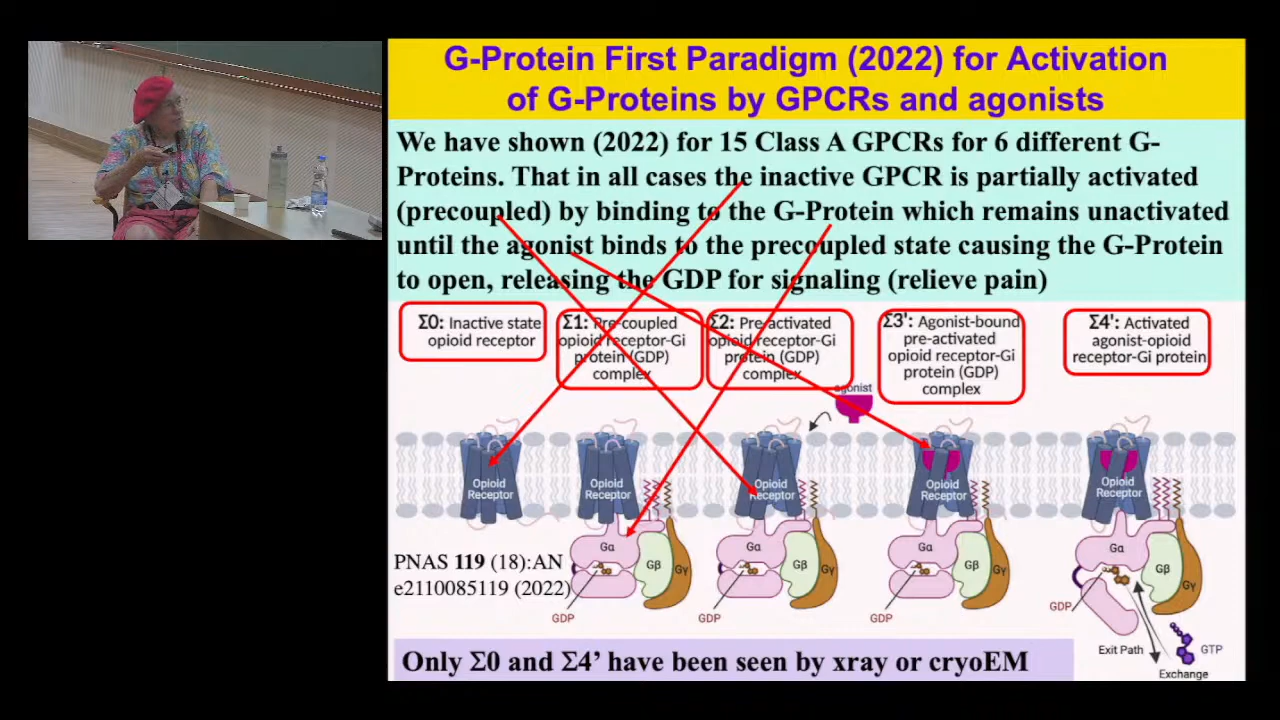 G-Protein First Paradigm (2022) for Activation
of G-Proteins by GPCRs and agonists
We have shown (2022) for 15 Class A GPCRs for 6 different G-
Proteins. That in all cases the inactive GPCR is partially activated
(precoupled) by binding to the G-Protein which remains unactivated
until the agonist binds to the precoupled state causing the G-Protein
to open, releasing the GDP for signaling (relieve pain)
Σ0: Inactive state
opioid receptor
Σ1: Pre-coupled
opioid receptor-Gi
protein (GDP)
complex
Σ2: Pre-activated
opioid receptor-Gi
protein (GDP)
complex
Σ3': Agonist-bound
pre-activated
opioid receptor-Gi
protein (GDP)
complex
Σ4': Activated
agonist-opioid
receptor-Gi protein
agonist
Opioid
Receptor
Opioid
Receptor
Opioid
Receptor
Opioid
Receptor
Opioid
Receptor
Gα
Gβ
Gγ
GDP
Gα
Gβ
Gγ
GDP
Gα
Gβ
Gγ
GDP
Gα
Gβ
Gγ
GDP
Exit Path
GTP
Exchange
PNAS 119 (18):AN
e2110085119 (2022)
Only Σ0 and Σ4’ have been seen by xray or cryoEM